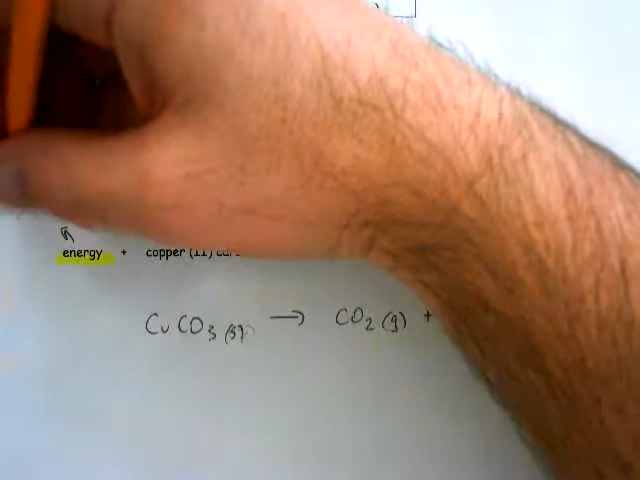 energy + copper (II)
CuCO3 (s) → CO2 (g) +